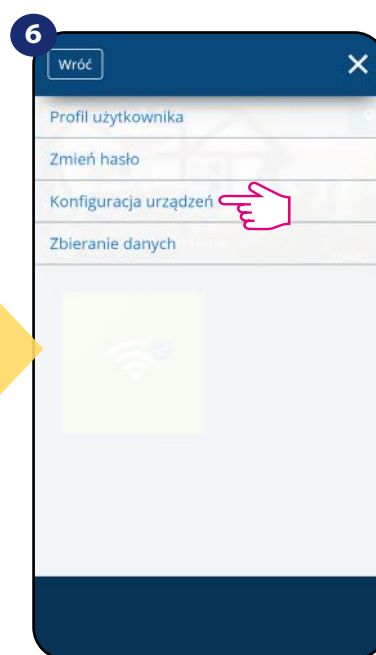 6
Wróć
Profil użytkownika
Zmień hasło
Konfiguracja urządzeń
Zbieranie danych